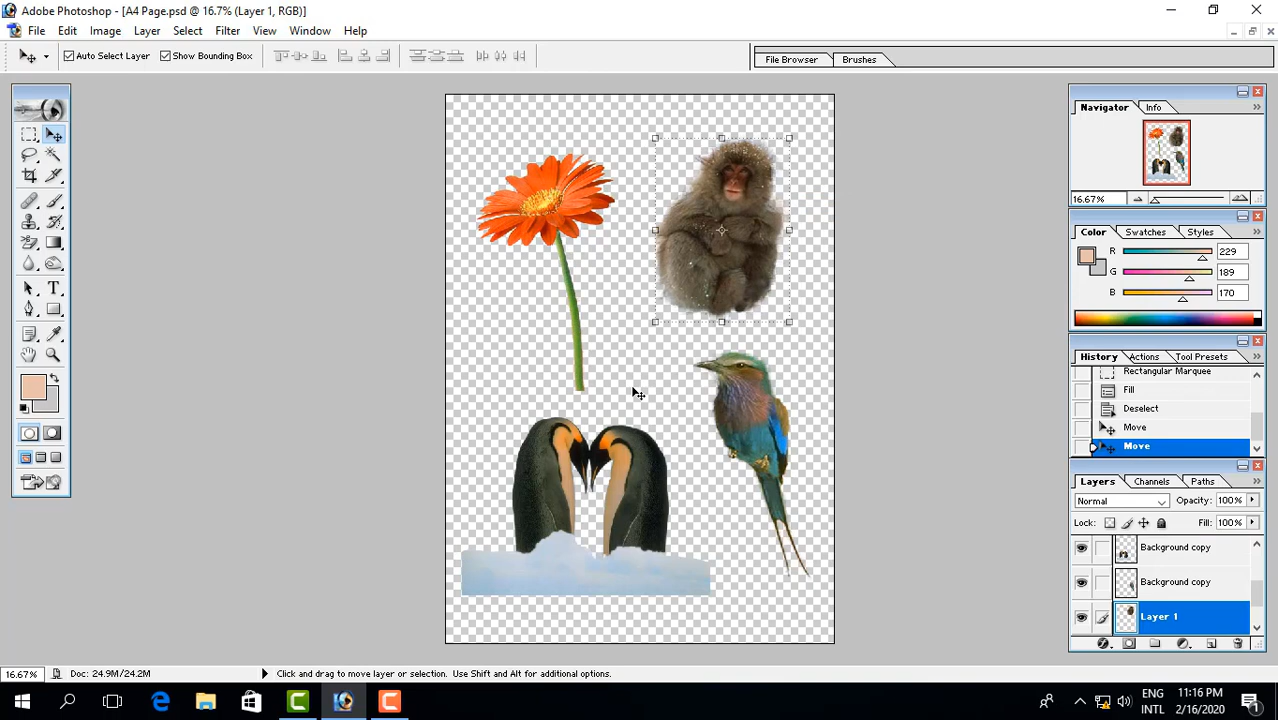 Adobe Photoshop - [A4 Page.psd @ 16.7% (Layer 1, RGB)]
File Edit Image Layer Select Filter View Window Help
Auto Select Layer Show Bounding Box
File Browser Brushes
Navigator Info
16.67%
Color Swatches Styles
R 229
G 189
B 170
History Actions Tool Presets
Rectangular Marquee
Fill
Deselect
Move
Move
Layers Channels Paths
Normal Opacity: 100%
Lock: Fill: 100%
Background copy
Background copy
Layer 1
16.67% Doc: 24.9M/24.2M Click and drag to move layer or selection. Use Shift and Alt for additional options.
ENG 11:16 PM
INTL 2/16/2020